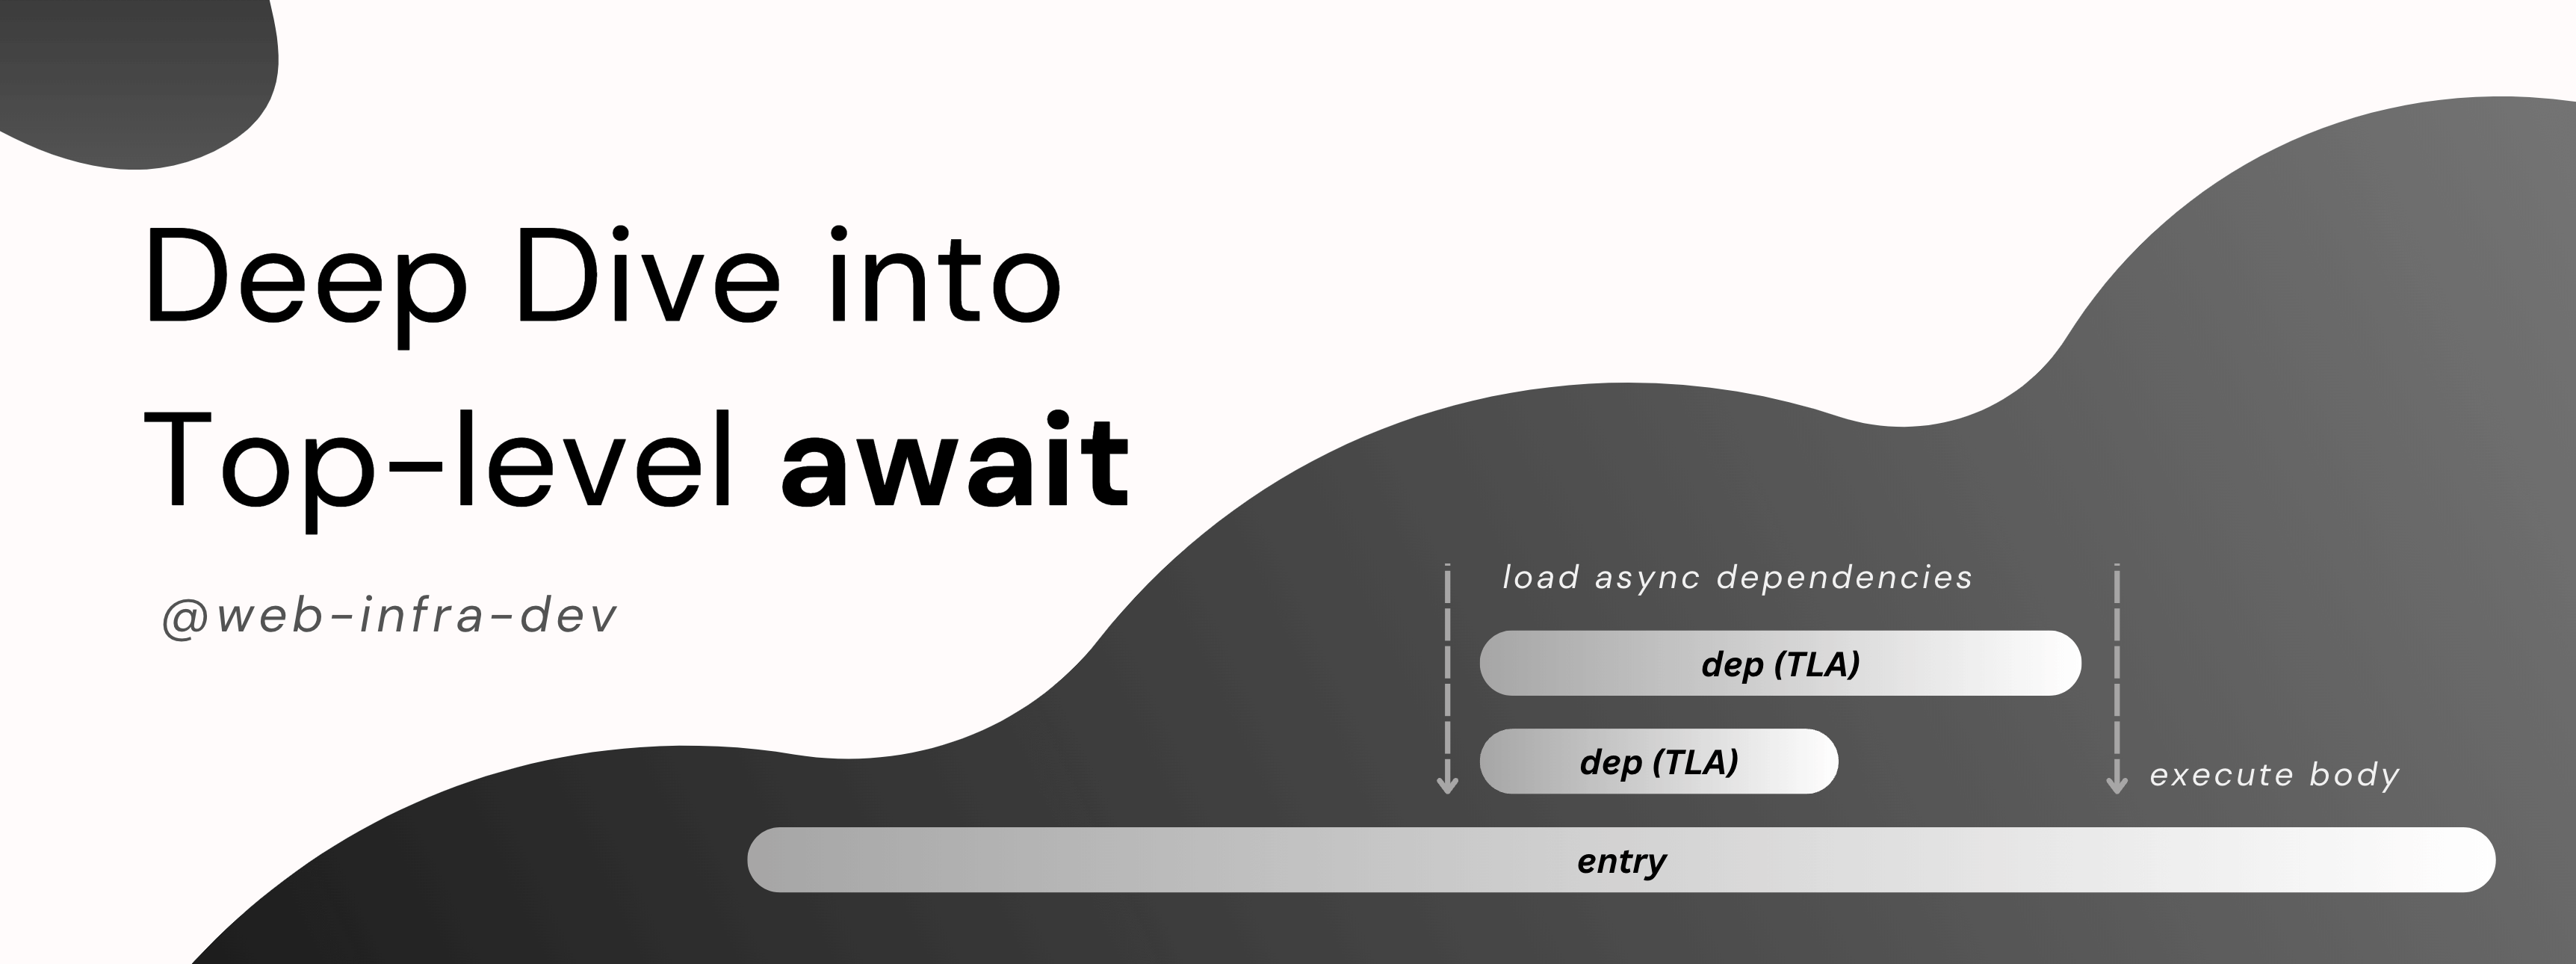 Deep Dive into
Top-level await
@web-infra-dev
load async dependencies
dep (TLA)
dep (TLA)
execute body
entry